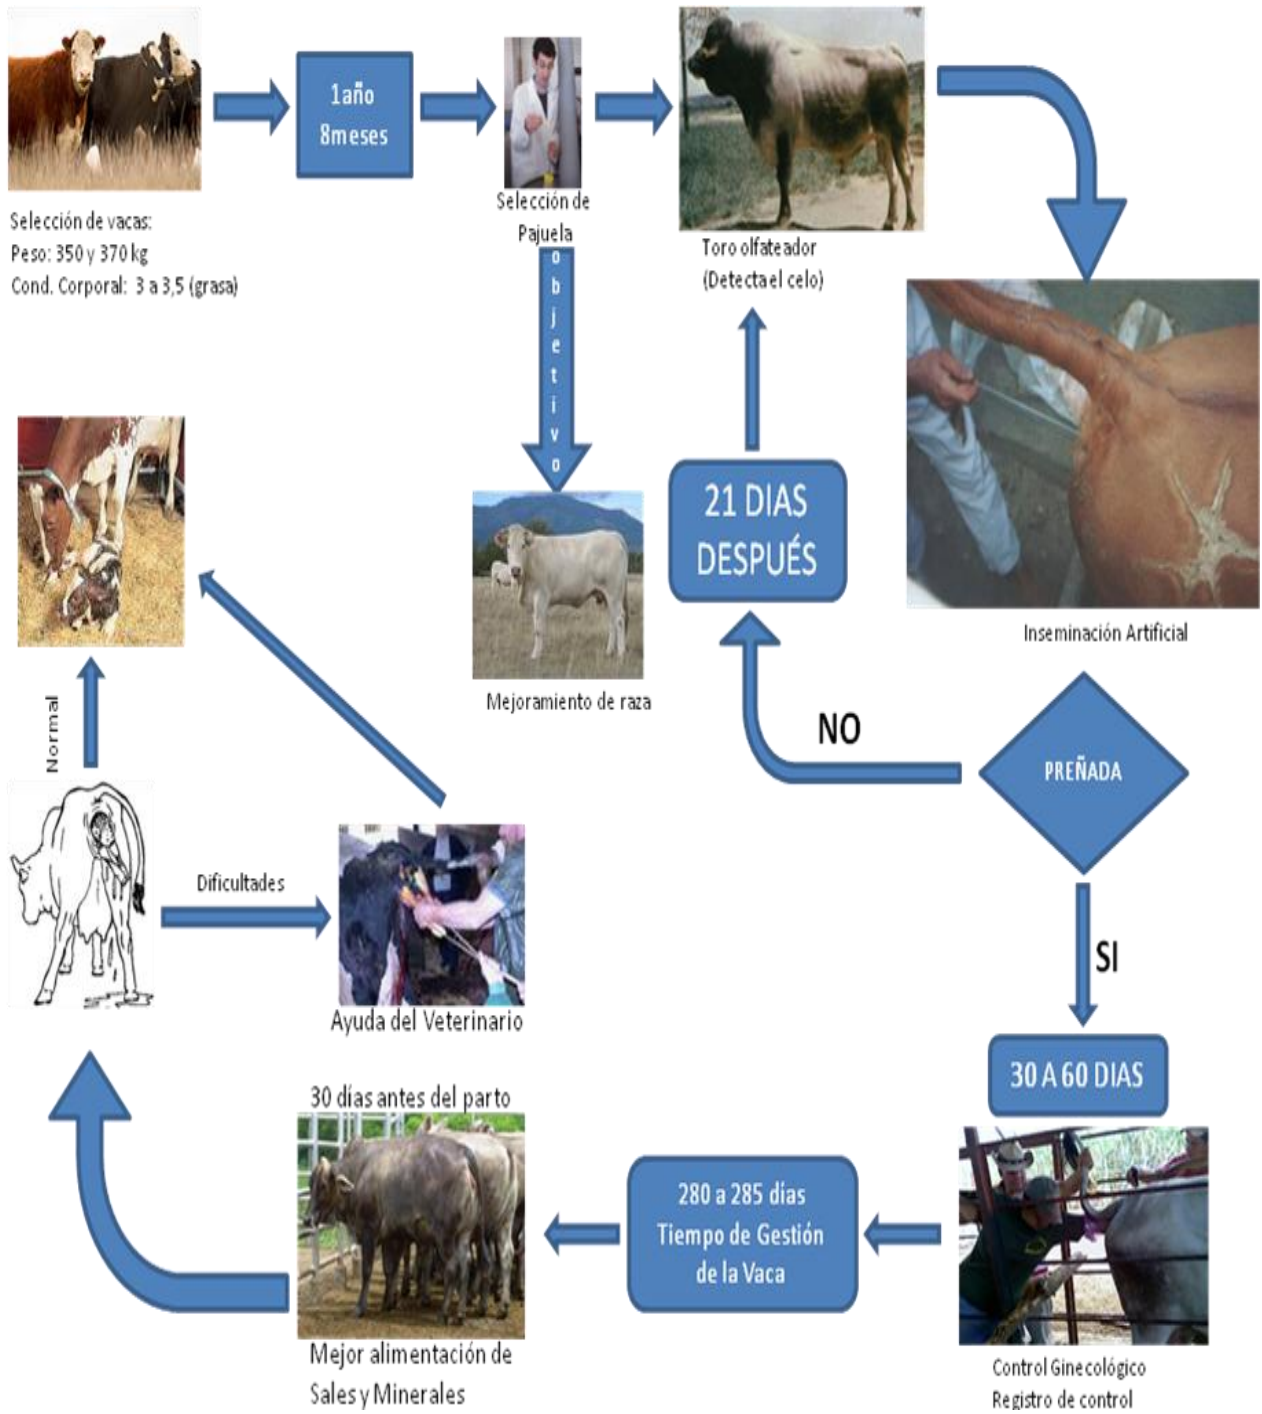 1año
8meses
Selección de vacas:
Peso: 350 y 370 kg
Cond. Corporal: 3 a 3,5 (grasa)
Selección de
Pajuela
objetivo
Mejoramiento de raza
Toro olfateador
(Detecta el celo)
Inseminación Artificial
PREÑADA
NO
21 DIAS
DESPUÉS
SI
30 A 60 DIAS
Control Ginecológico
Registro de control
280 a 285 días
Tiempo de Gestión
de la Vaca
30 días antes del parto
Mejor alimentación de
Sales y Minerales
Dificultades
Ayuda del Veterinario
Normal